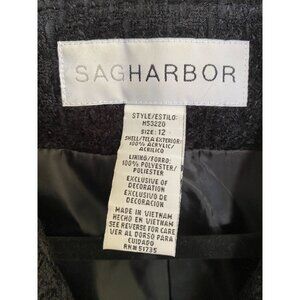 SAGHARBOR
STYLE/ESTILO:
MS3220
SIZE: 12
SHELL/TELA EXTERIOR:
100% ACRYLIC/
ACRILICO
LINING/FORRO:
100% POLYESTER/
POLIESTER
EXCLUSIVE OF
DECORATION
EXCLUSIVO DE
DECORACION
MADE IN VIETNAM
HECHO EN VIETNAM
SEE REVERSE FOR CARE
VER AL DORSO PARA
CUIDADO
RN# 51735